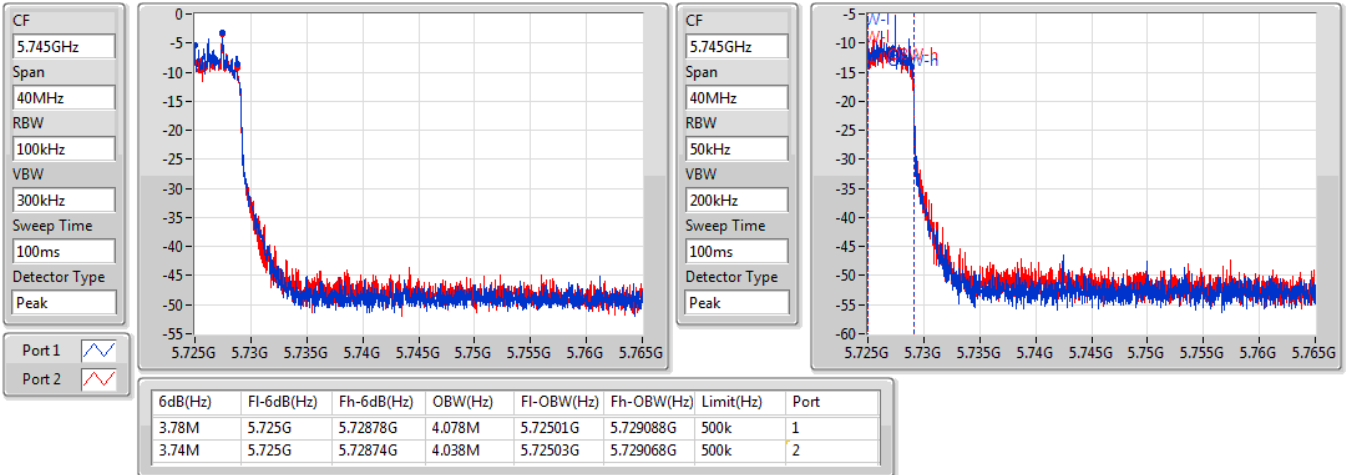 CF
5.745GHz
Span
40MHz
RBW
100kHz
VBW
300kHz
Sweep Time
100ms
Detector Type
Peak
Port 1
Port 2
0
-5
-10
-15
-20
-25
-30
-35
-40
-45
-50
-55
5.725G 5.73G 5.735G 5.74G 5.745G 5.75G 5.755G 5.76G 5.765G
CF
5.745GHz
Span
40MHz
RBW
50kHz
VBW
200kHz
Sweep Time
100ms
Detector Type
Peak
-5
-10
-15
-20
-25
-30
-35
-40
-45
-50
-55
-60
5.725G 5.73G 5.735G 5.74G 5.745G 5.75G 5.755G 5.76G 5.765G
6dB(Hz) Fl-6dB(Hz) Fh-6dB(Hz) OBW(Hz) Fl-OBW(Hz) Fh-OBW(Hz) Limit(Hz) Port
3.78M 5.725G 5.72878G 4.078M 5.72501G 5.729088G 500k 1
3.74M 5.725G 5.72874G 4.038M 5.72503G 5.729068G 500k 2